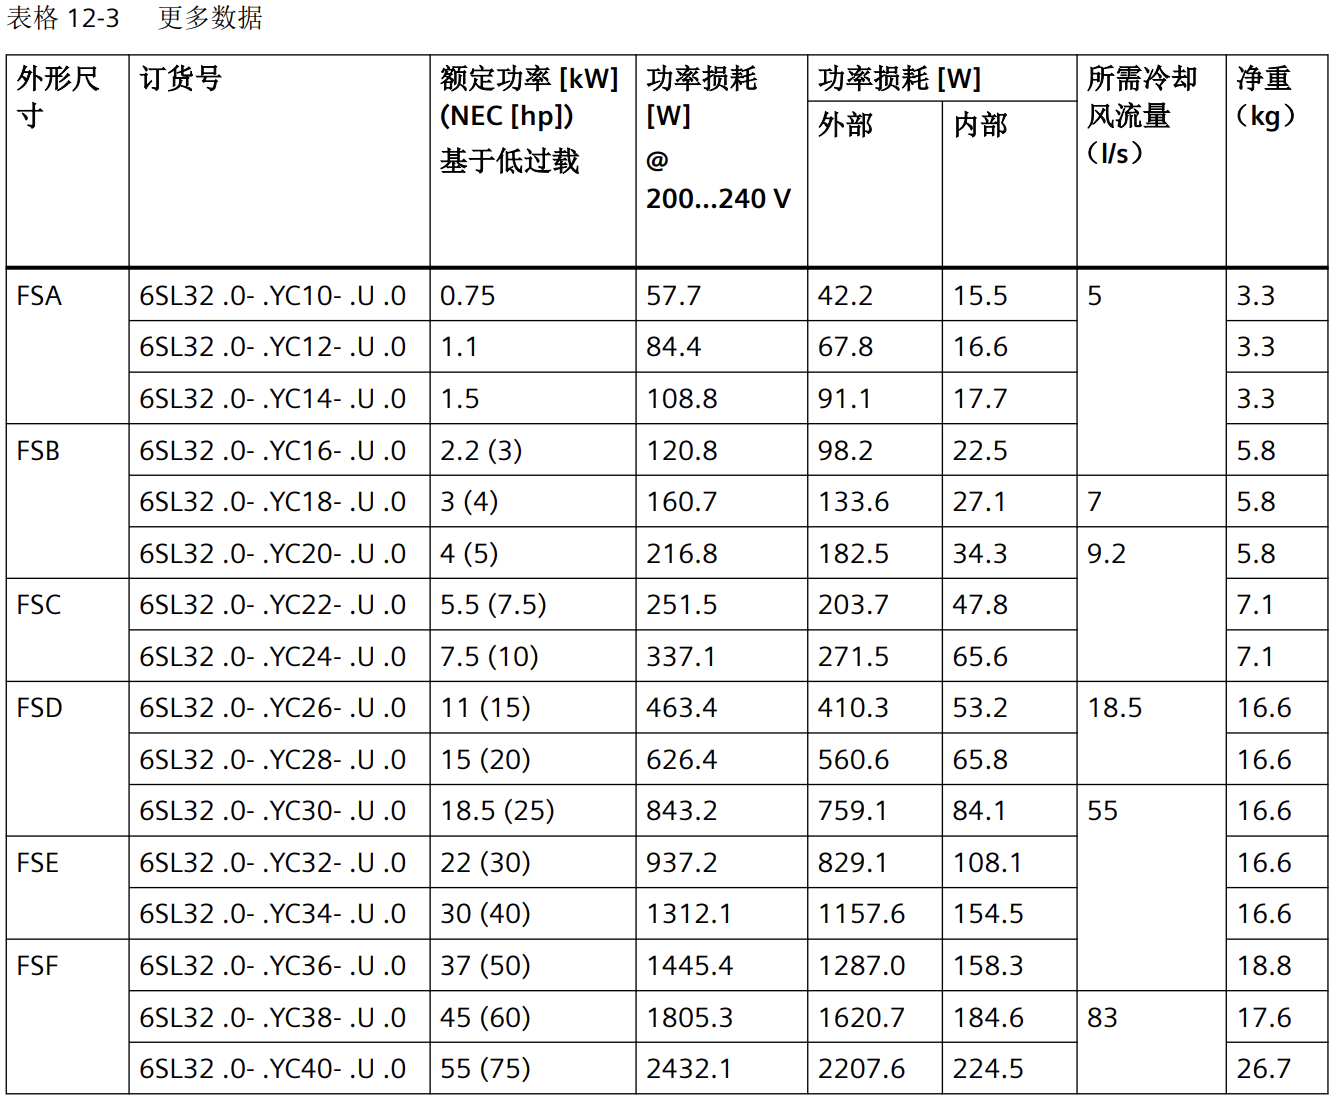 表格 12-3 更多数据
外形尺寸 订货号 额定功率 [kW] (NEC [hp]) 基于低过载 功率损耗 [W] @ 200...240 V 功率损耗 [W] 所需冷却风流量（l/s） 净重（kg）
外部 内部
FSA 6SL32 .0- .YC10- .U .0 0.75 57.7 42.2 15.5 5 3.3
6SL32 .0- .YC12- .U .0 1.1 84.4 67.8 16.6 3.3
6SL32 .0- .YC14- .U .0 1.5 108.8 91.1 17.7 3.3
FSB 6SL32 .0- .YC16- .U .0 2.2 (3) 120.8 98.2 22.5 5.8
6SL32 .0- .YC18- .U .0 3 (4) 160.7 133.6 27.1 7 5.8
6SL32 .0- .YC20- .U .0 4 (5) 216.8 182.5 34.3 9.2 5.8
FSC 6SL32 .0- .YC22- .U .0 5.5 (7.5) 251.5 203.7 47.8 7.1
6SL32 .0- .YC24- .U .0 7.5 (10) 337.1 271.5 65.6 7.1
FSD 6SL32 .0- .YC26- .U .0 11 (15) 463.4 410.3 53.2 18.5 16.6
6SL32 .0- .YC28- .U .0 15 (20) 626.4 560.6 65.8 16.6
6SL32 .0- .YC30- .U .0 18.5 (25) 843.2 759.1 84.1 55 16.6
FSE 6SL32 .0- .YC32- .U .0 22 (30) 937.2 829.1 108.1 16.6
6SL32 .0- .YC34- .U .0 30 (40) 1312.1 1157.6 154.5 16.6
FSF 6SL32 .0- .YC36- .U .0 37 (50) 1445.4 1287.0 158.3 18.8
6SL32 .0- .YC38- .U .0 45 (60) 1805.3 1620.7 184.6 83 17.6
6SL32 .0- .YC40- .U .0 55 (75) 2432.1 2207.6 224.5 26.7